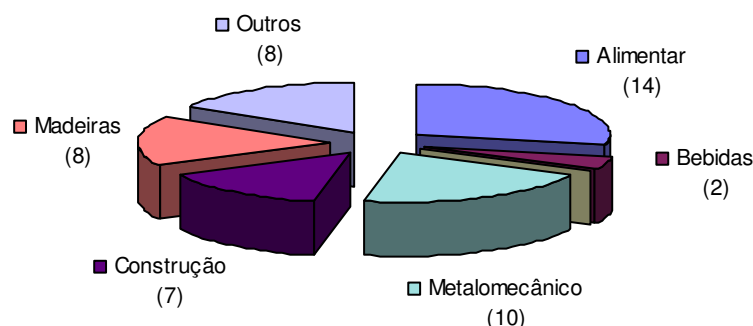 Outros
(8)
Alimentar
(14)
Madeiras
(8)
Bebidas
(2)
Construção
(7)
Metalomecânico
(10)